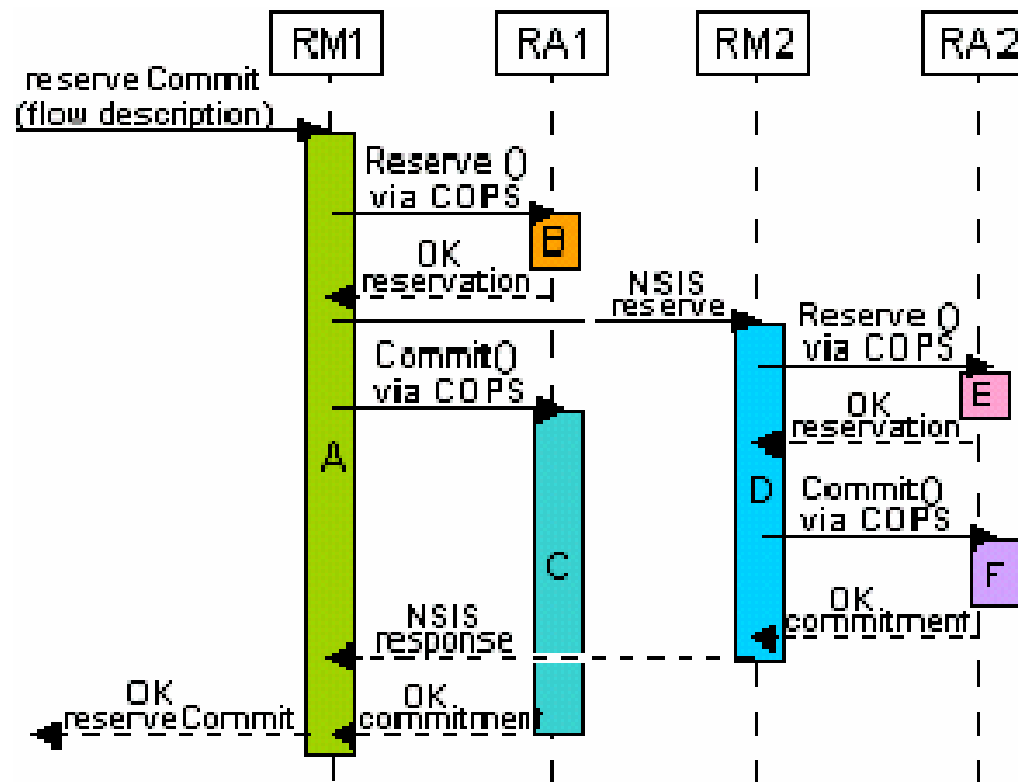 RM1 RA1 RM2 RA2
reserve Commit
(flow description)
Reserve ()
via COPS
B
OK
reservation
NSIS
reserve
Reserve ()
via COPS
Commit()
via COPS
E
OK
reservation
A
D
Commit()
via COPS
C
F
OK
commitment
NSIS
response
OK
reserveCommit
OK
commitment